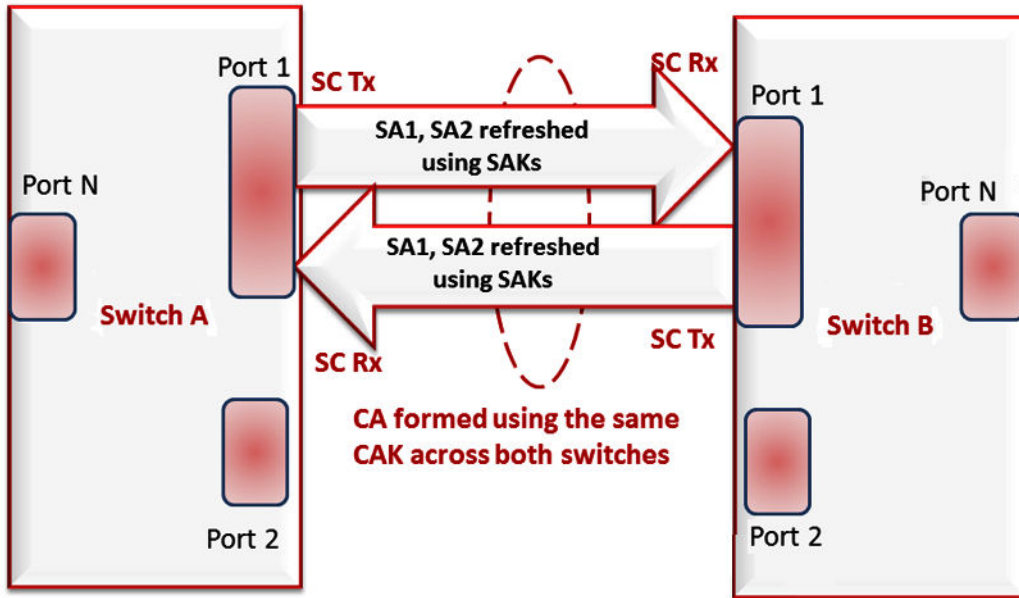 Port 1
SC Tx
SC Rx
Port 1
SA1, SA2 refreshed
using SAKs
Port N
Port N
SA1, SA2 refreshed
using SAKs
Switch A
Switch B
SC Rx
SC Tx
CA formed using the same
CAK across both switches
Port 2
Port 2